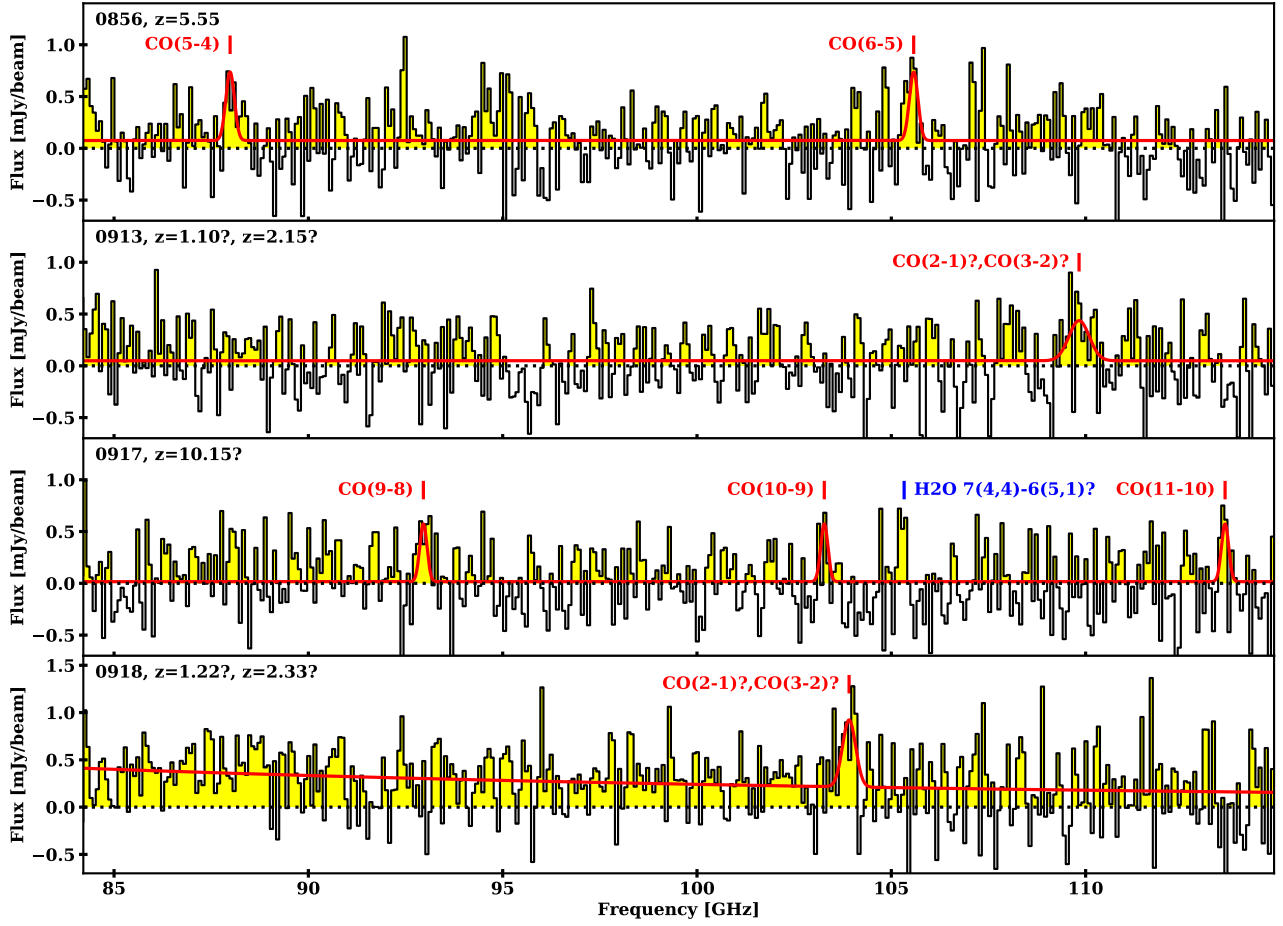 0856, z=5.55
CO(5-4)
CO(6-5)
1.0
0.5
0.0
−0.5
Flux [mJy/beam]
0913, z=1.10?, z=2.15?
CO(2-1)?,CO(3-2)?
1.0
0.5
0.0
−0.5
Flux [mJy/beam]
0917, z=10.15?
CO(9-8)
CO(10-9)
H2O 7(4,4)-6(5,1)?
CO(11-10)
1.0
0.5
0.0
−0.5
Flux [mJy/beam]
0918, z=1.22?, z=2.33?
CO(2-1)?,CO(3-2)?
1.5
1.0
0.5
0.0
−0.5
Flux [mJy/beam]
85 90 95 100 105 110
Frequency [GHz]